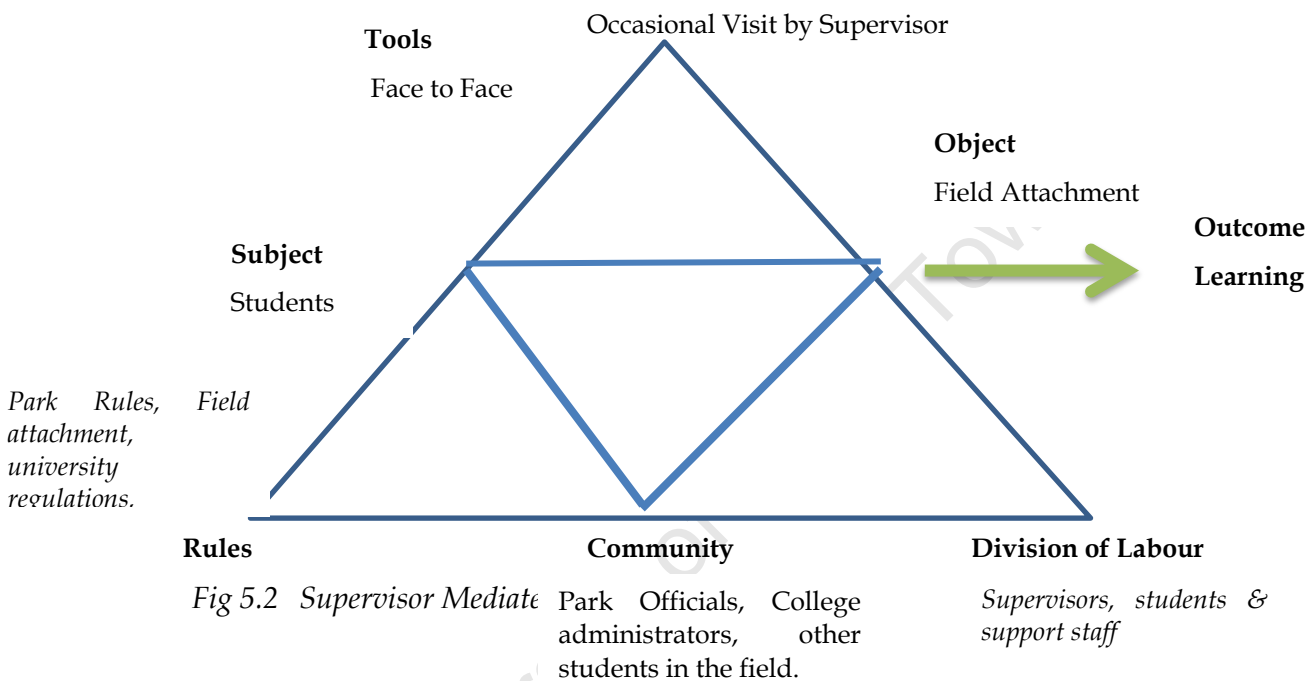 Occasional Visit by Supervisor
Tools
Face to Face
Object
Field Attachment
Outcome
Learning
Subject
Students
Park Rules, Field
attachment,
university
regulations.
Rules
Community
Division of Labour
Fig 5.2 Supervisor
Park Officials, College
administrators, other
students in the field.
Supervisors, students &
support staff